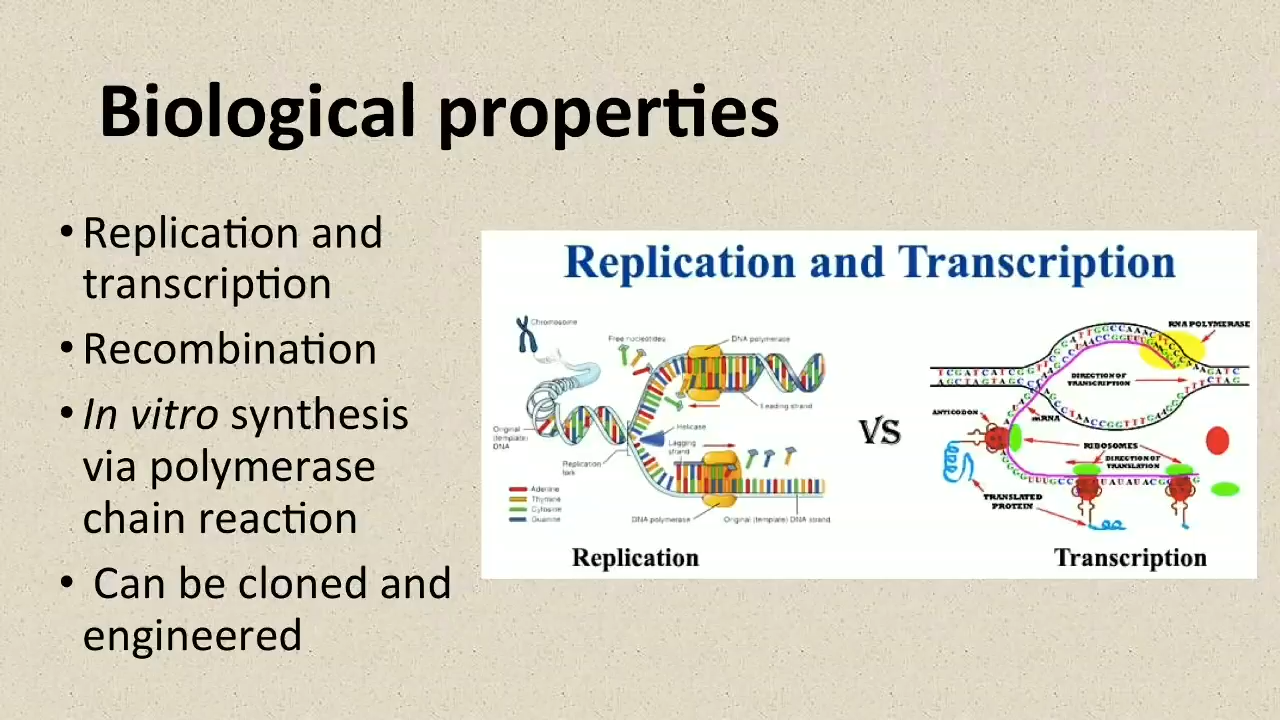 Biological properties
• Replication and
transcription
• Recombination
• In vitro synthesis
via polymerase
chain reaction
• Can be cloned and
engineered
Replication and Transcription
Chromosome
Free nucleotides
DNA polymerase
Leading strand
Helicase
Lagging
strand
Original
(template)
DNA
Replication
fork
Adenine
Thymine
Cytosine
Guanine
DNA polymerase
Original (template) DNA strand
Replication
VS
RNA POLYMERASE
DIRECTION OF
TRANSCRIPTION
mRNA
ANTICODON
RIBOSOMES
DIRECTION OF
TRANSLATION
TRANSLATED
PROTEIN
Transcription